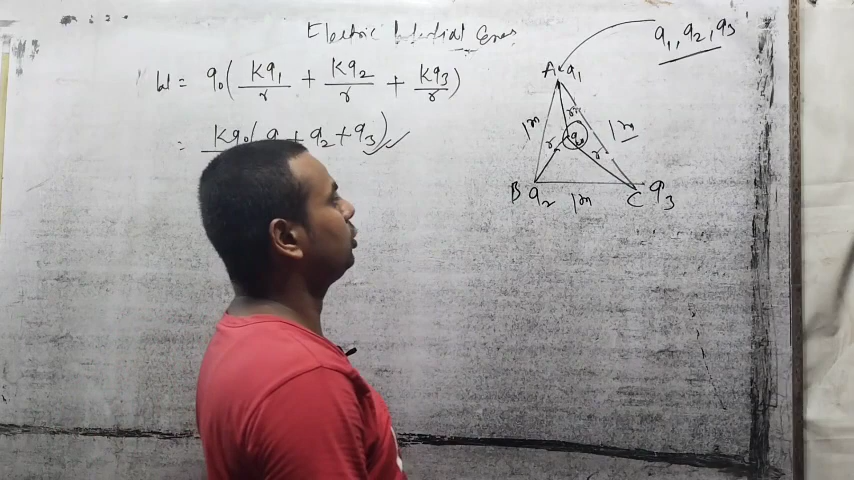 Electric Potential Energy
q₁, q₂, q₃
W = q₀( Kq₁/r + Kq₂/r + Kq₃/r )
A q₁
1m r 1m
q₀
r r
= Kq₀( q + q₂ + q₃)
B q₂ 1m C q₃